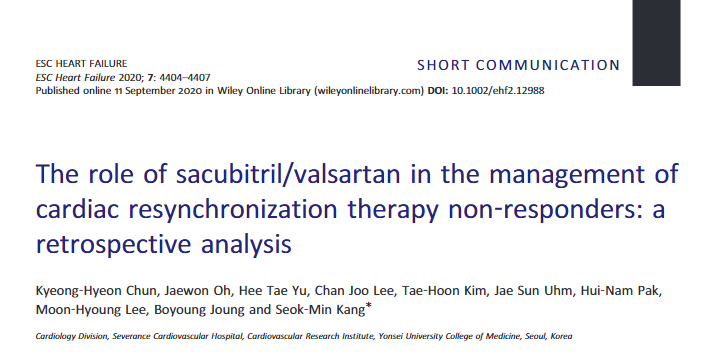 ESC HEART FAILURE
ESC Heart Failure 2020; 7: 4404–4407
Published online 11 September 2020 in Wiley Online Library (wileyonlinelibrary.com) DOI: 10.1002/ehf2.12988
SHORT COMMUNICATION
The role of sacubitril/valsartan in the management of
cardiac resynchronization therapy non-responders: a
retrospective analysis
Kyeong-Hyeon Chun, Jaewon Oh, Hee Tae Yu, Chan Joo Lee, Tae-Hoon Kim, Jae Sun Uhm, Hui-Nam Pak,
Moon-Hyoung Lee, Boyoung Joung and Seok-Min Kang*
Cardiology Division, Severance Cardiovascular Hospital, Cardiovascular Research Institute, Yonsei University College of Medicine, Seoul, Korea